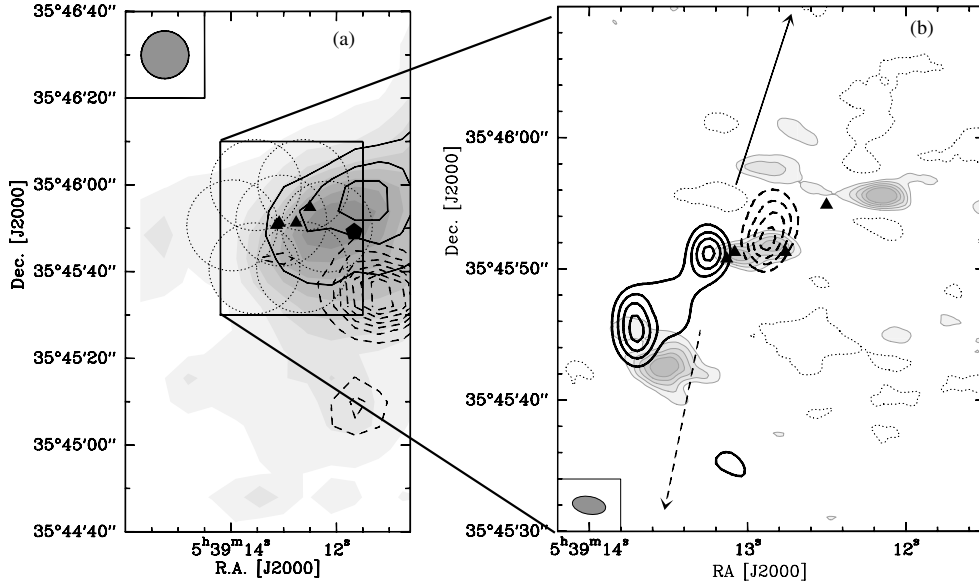 (a)
35°46'40"
35°46'20"
35°46'00"
35°45'40"
35°45'20"
35°45'00"
35°44'40"
Dec. [J2000]
5ʰ39ᵐ14ˢ
12ˢ
R.A. [J2000]
(b)
35°46'00"
35°45'50"
35°45'40"
35°45'30"
Dec. [J2000]
5ʰ39ᵐ14ˢ
13ˢ
12ˢ
RA [J2000]